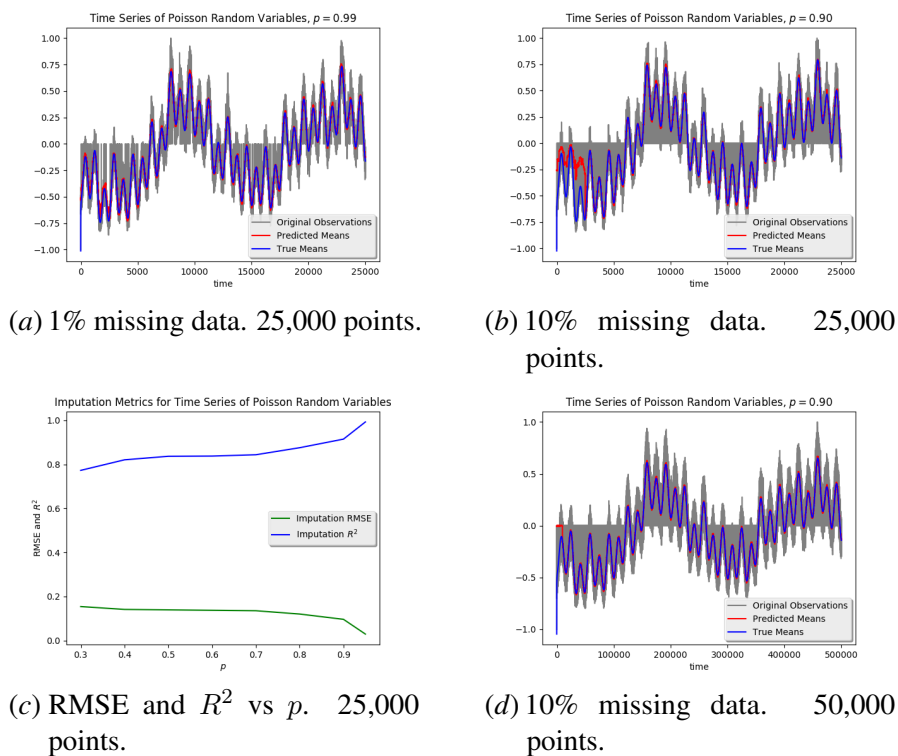 Time Series of Poisson Random Variables, p = 0.99
1.00
0.75
0.50
0.25
0.00
−0.25
−0.50
−0.75
−1.00
Original Observations
Predicted Means
True Means
0 5000 10000 15000 20000 25000
time
(a) 1% missing data. 25,000 points.
Time Series of Poisson Random Variables, p = 0.90
1.00
0.75
0.50
0.25
0.00
−0.25
−0.50
−0.75
−1.00
Original Observations
Predicted Means
True Means
0 5000 10000 15000 20000 25000
time
(b) 10% missing data. 25,000
points.
Imputation Metrics for Time Series of Poisson Random Variables
1.0
0.8
0.6
0.4
0.2
0.0
RMSE and R²
Imputation RMSE
Imputation R²
0.3 0.4 0.5 0.6 0.7 0.8 0.9
p
(c) RMSE and R² vs p. 25,000
points.
Time Series of Poisson Random Variables, p = 0.90
1.0
0.5
0.0
−0.5
−1.0
Original Observations
Predicted Means
True Means
0 100000 200000 300000 400000 500000
time
(d) 10% missing data. 50,000
points.